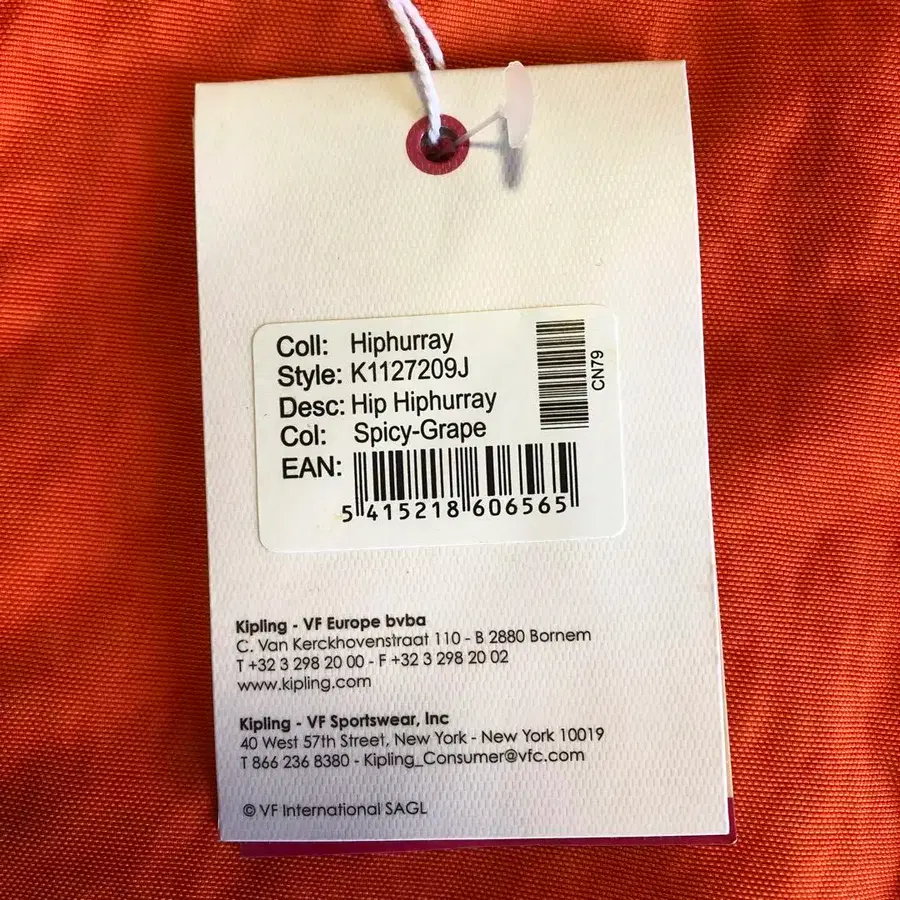 Coll: Hiphurray
Style: K1127209J
Desc: Hip Hiphurray
Col: Spicy-Grape
EAN:
5 415218 606565
CN79
Kipling - VF Europe bvba
C. Van Kerckhovenstraat 110 - B 2880 Bornem
T +32 3 298 20 00 - F +32 3 298 20 02
www.kipling.com
Kipling - VF Sportswear, Inc
40 West 57th Street, New York - New York 10019
T 866 236 8380 - Kipling_Consumer@vfc.com
© VF International SAGL